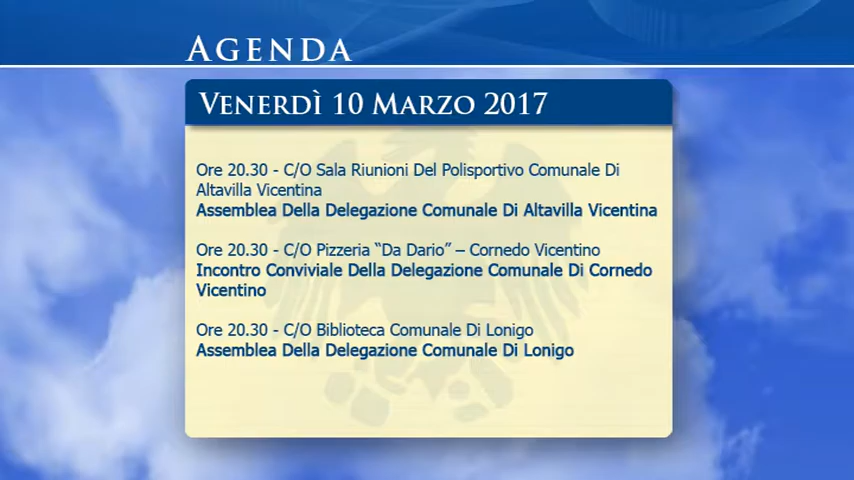 AGENDA
VENERDÌ 10 MARZO 2017
Ore 20.30 - C/O Sala Riunioni Del Polisportivo Comunale Di
Altavilla Vicentina
Assemblea Della Delegazione Comunale Di Altavilla Vicentina
Ore 20.30 - C/O Pizzeria “Da Dario” – Cornedo Vicentino
Incontro Conviviale Della Delegazione Comunale Di Cornedo
Vicentino
Ore 20.30 - C/O Biblioteca Comunale Di Lonigo
Assemblea Della Delegazione Comunale Di Lonigo